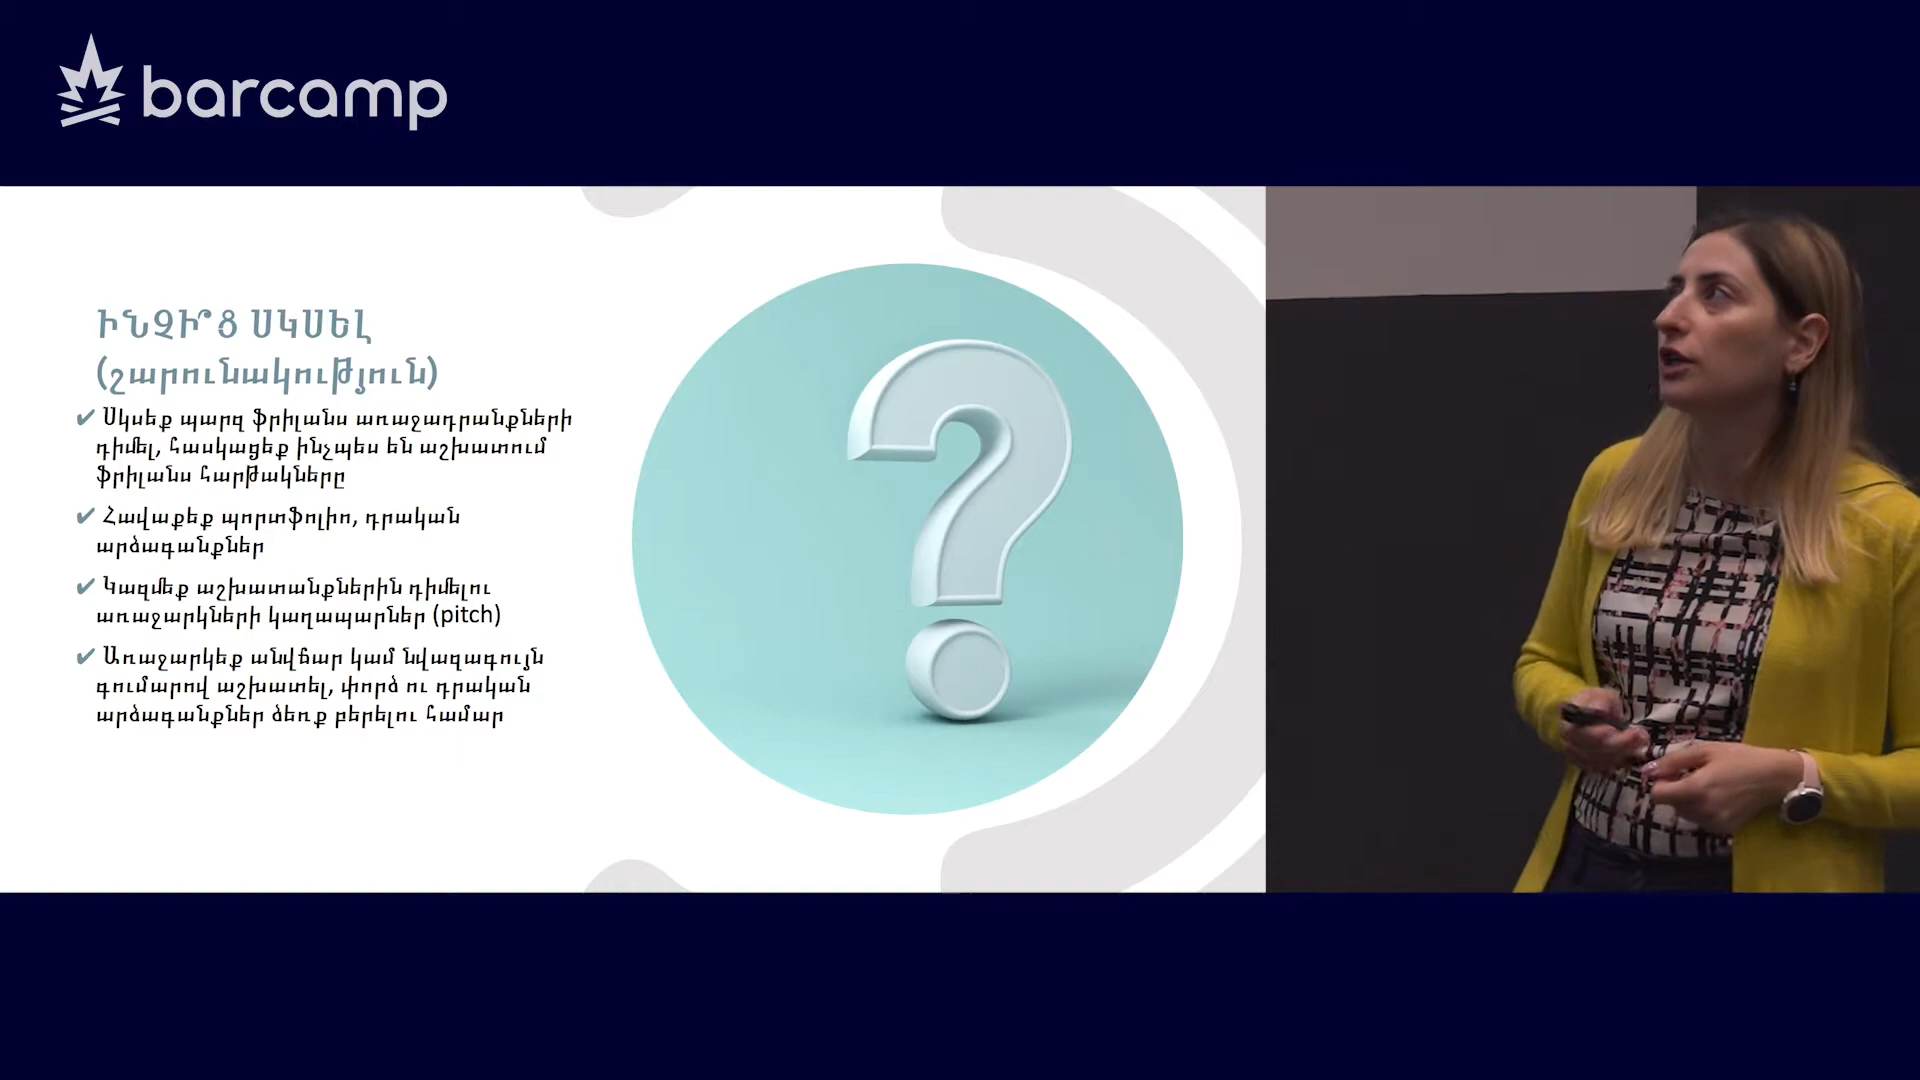 barcamp
ԻՆՉԻ՞Ց ՍԿՍԵԼ
(շարունակություն)
✔ Սկսեք պարզ ֆրիլանս առաջադրանքների
դիմել, հասկացեք ինչպես են աշխատում
ֆրիլանս հարթակները
✔ Հավաքեք պորտֆոլիո, դրական
արձագանքներ
✔ Կազմեք աշխատանքներին դիմելու
առաջարկների կաղապարներ (pitch)
✔ Առաջարկեք անվճար կամ նվազագույն
գումարով աշխատել, փորձ ու դրական
արձագանքներ ձեռք բերելու համար